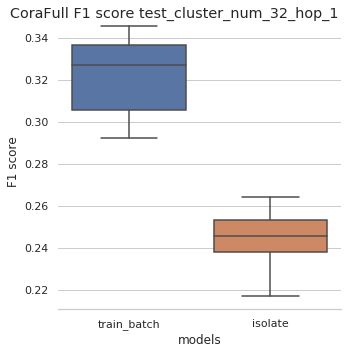 CoraFull F1 score test_cluster_num_32_hop_1
0.34
0.32
0.30
0.28
0.26
0.24
0.22
F1 score
train_batch
isolate
models